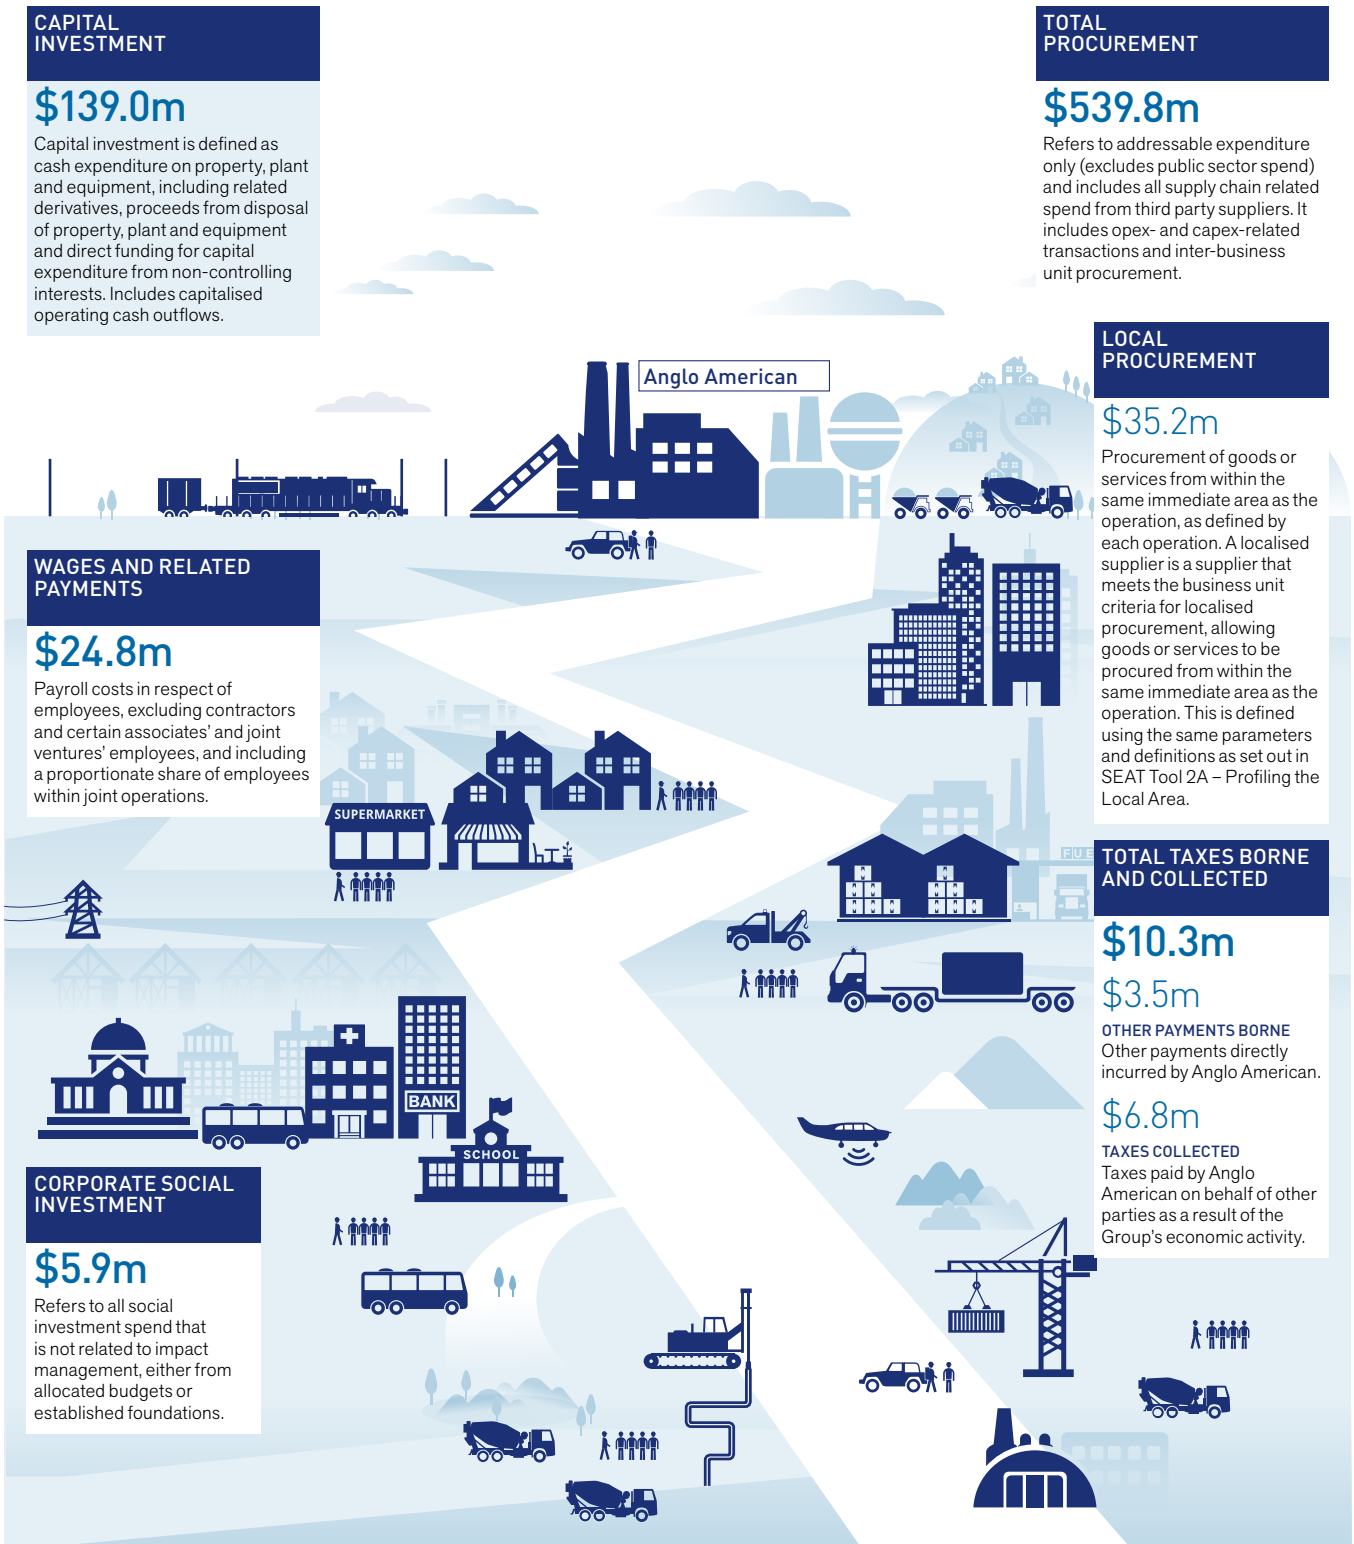 CAPITAL
INVESTMENT
$139.0m
Capital investment is defined as
cash expenditure on property, plant
and equipment, including related
derivatives, proceeds from disposal
of property, plant and equipment
and direct funding for capital
expenditure from non-controlling
interests. Includes capitalised
operating cash outflows.
TOTAL
PROCUREMENT
$539.8m
Refers to addressable expenditure
only (excludes public sector spend)
and includes all supply chain related
spend from third party suppliers. It
includes opex- and capex-related
transactions and inter-business
unit procurement.
Anglo American
LOCAL
PROCUREMENT
$35.2m
Procurement of goods or
services from within the
same immediate area as the
operation, as defined by
each operation. A localised
supplier is a supplier that
meets the business unit
criteria for localised
procurement, allowing
goods or services to be
procured from within the
same immediate area as the
operation. This is defined
using the same parameters
and definitions as set out in
SEAT Tool 2A – Profiling the
Local Area.
WAGES AND RELATED
PAYMENTS
$24.8m
Payroll costs in respect of
employees, excluding contractors
and certain associates’ and joint
ventures’ employees, and including
a proportionate share of employees
within joint operations.
SUPERMARKET
FUE
TOTAL TAXES BORNE
AND COLLECTED
$10.3m
$3.5m
OTHER PAYMENTS BORNE
Other payments directly
incurred by Anglo American.
$6.8m
TAXES COLLECTED
Taxes paid by Anglo
American on behalf of other
parties as a result of the
Group’s economic activity.
BANK
SCHOOL
CORPORATE SOCIAL
INVESTMENT
$5.9m
Refers to all social
investment spend that
is not related to impact
management, either from
allocated budgets or
established foundations.